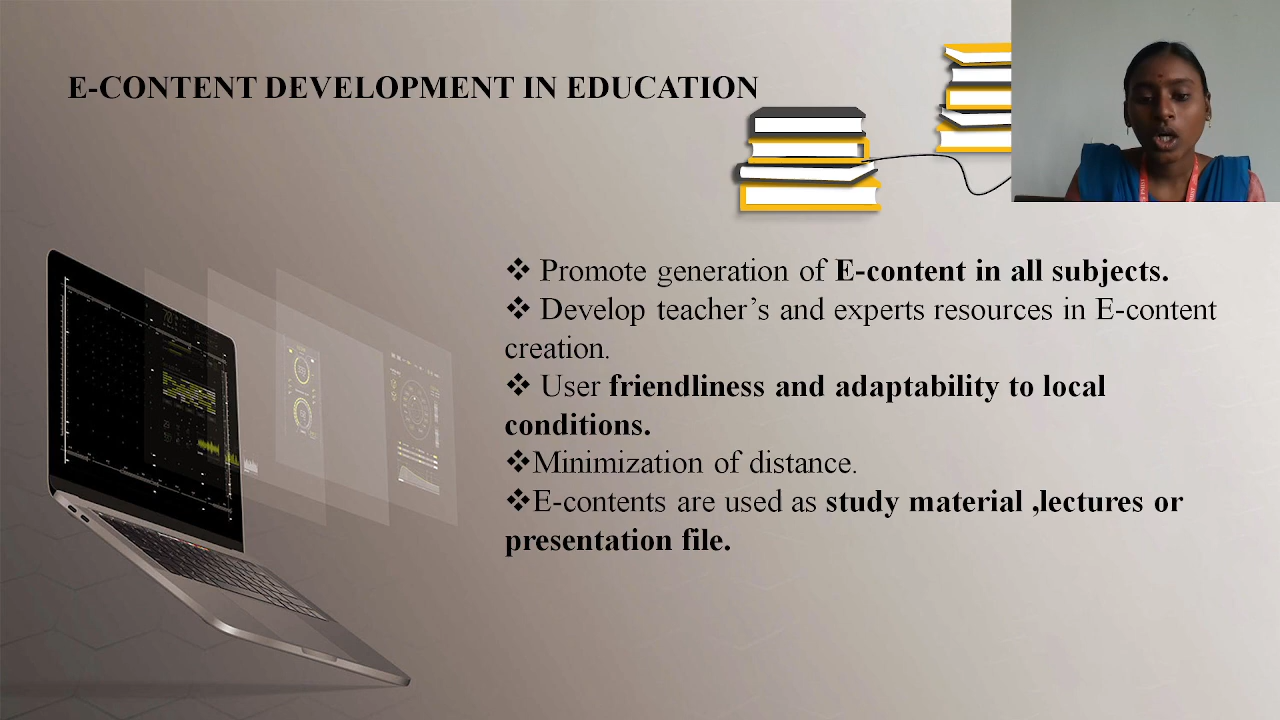 E-CONTENT DEVELOPMENT IN EDUCATION
❖ Promote generation of E-content in all subjects.
❖ Develop teacher’s and experts resources in E-content
creation.
❖ User friendliness and adaptability to local
conditions.
❖Minimization of distance.
❖E-contents are used as study material ,lectures or
presentation file.